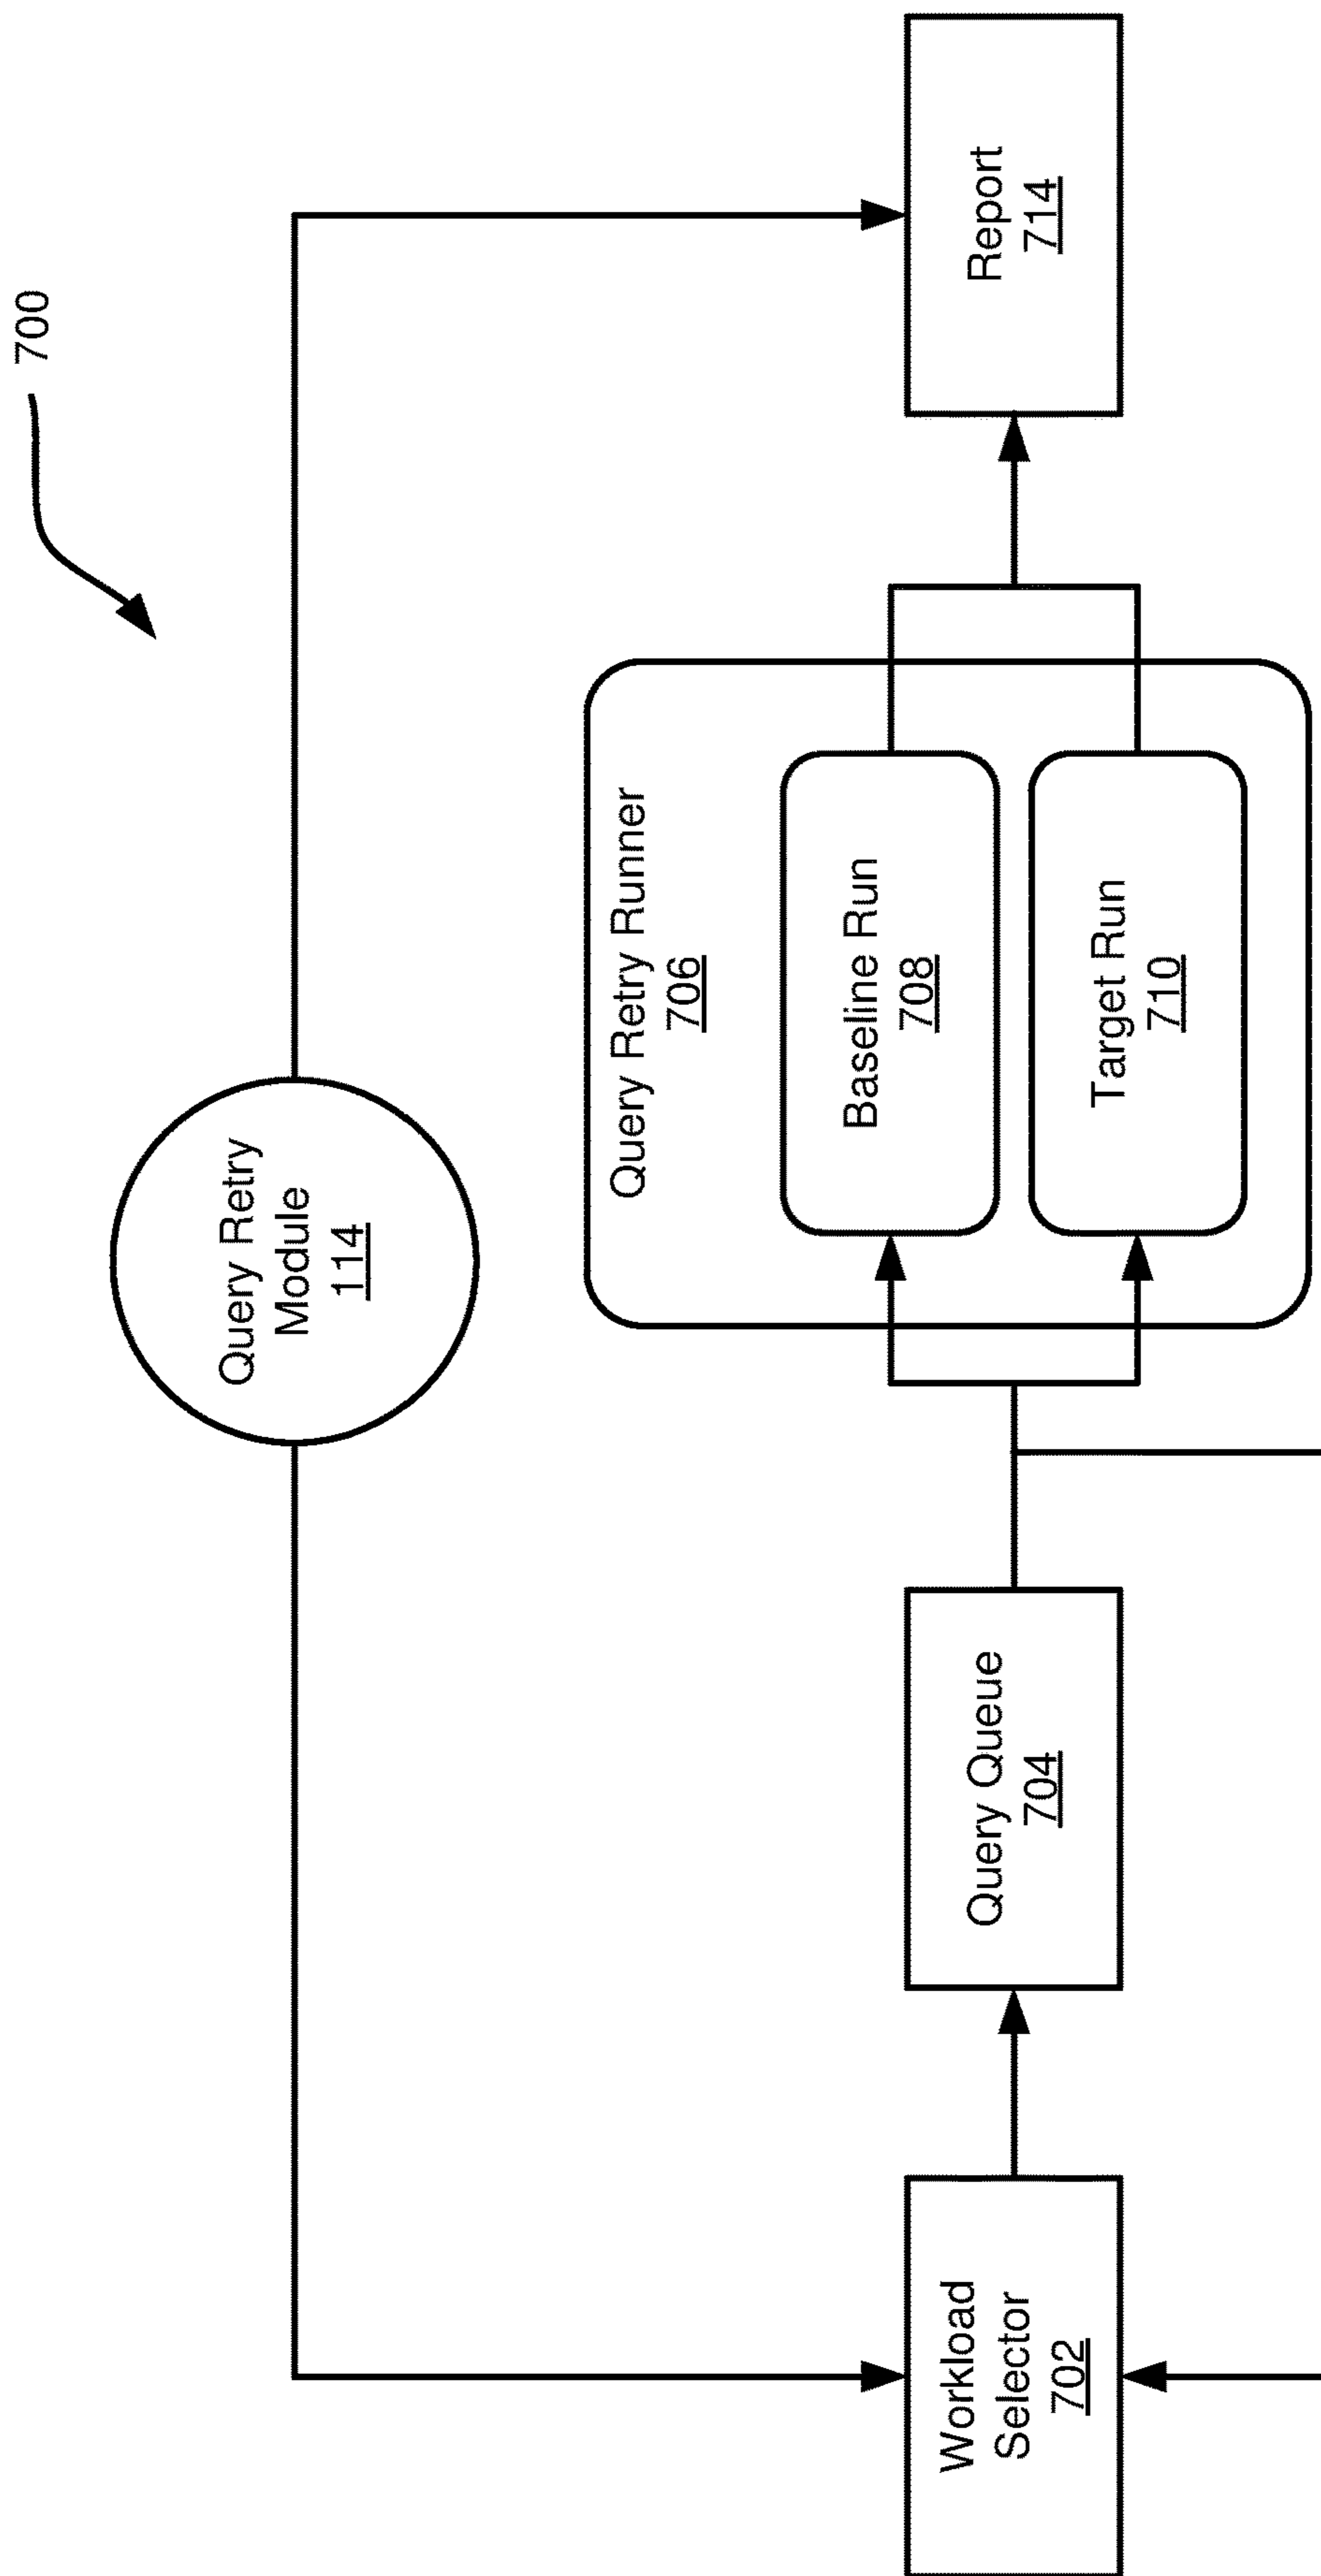 700
Query Retry
Module
114
Query Retry Runner
706
Workload
Selector
702
Query Queue
704
Baseline Run
708
Target Run
710
Report
714